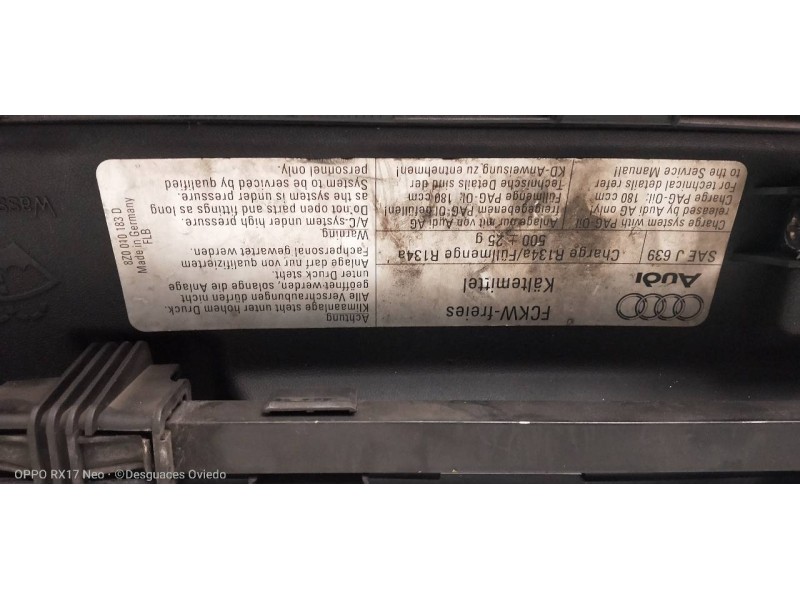 AUDI
SAE J 639
FCKW-freies
Kältemittel
Charge R134a/Füllmenge R134a
500 ± 25 g
Charge system with PAG-Oil
released by Audi AG only!
Charge PAG-Oil: 180 ccm
For technical details refer
to the Service Manual!
Anlage nur mit von Audi AG
freigegebenem PAG-Öl befüllen!
Füllmenge PAG-Öl: 180 ccm
Technische Details sind der
KD-Anweisung zu entnehmen!
Achtung
Klimaanlage steht unter hohem Druck.
Alle Verschraubungen dürfen nicht
geöffnet werden, solange die Anlage
unter Druck steht.
Anlage darf nur von qualifiziertem
Fachpersonal gewartet werden.
Warning
A/C-system under high pressure.
Do not open parts and fittings as long
as the system is under pressure.
System to be serviced by qualified
personnel only.
8Z0 010 183 D
Made in Germany
FLB
OPPO RX17 Neo · ©Desguaces Oviedo